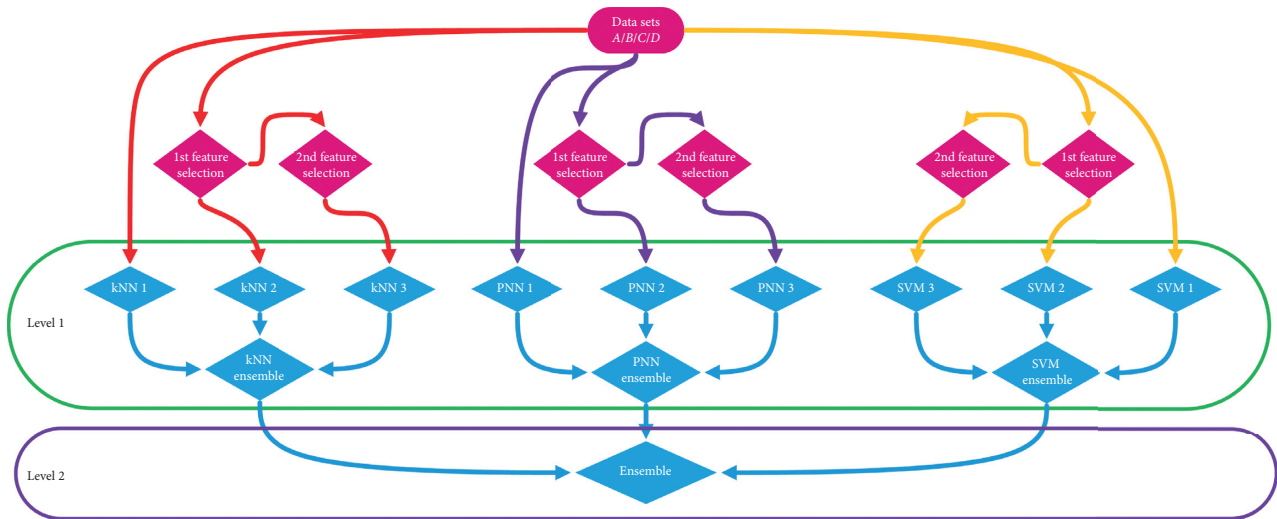 Data sets
A/B/C/D
1st feature
selection
2nd feature
selection
1st feature
selection
2nd feature
selection
2nd feature
selection
1st feature
selection
kNN 1
kNN 2
kNN 3
PNN 1
PNN 2
PNN 3
SVM 3
SVM 2
SVM 1
Level 1
kNN
ensemble
PNN
ensemble
SVM
ensemble
Level 2
Ensemble